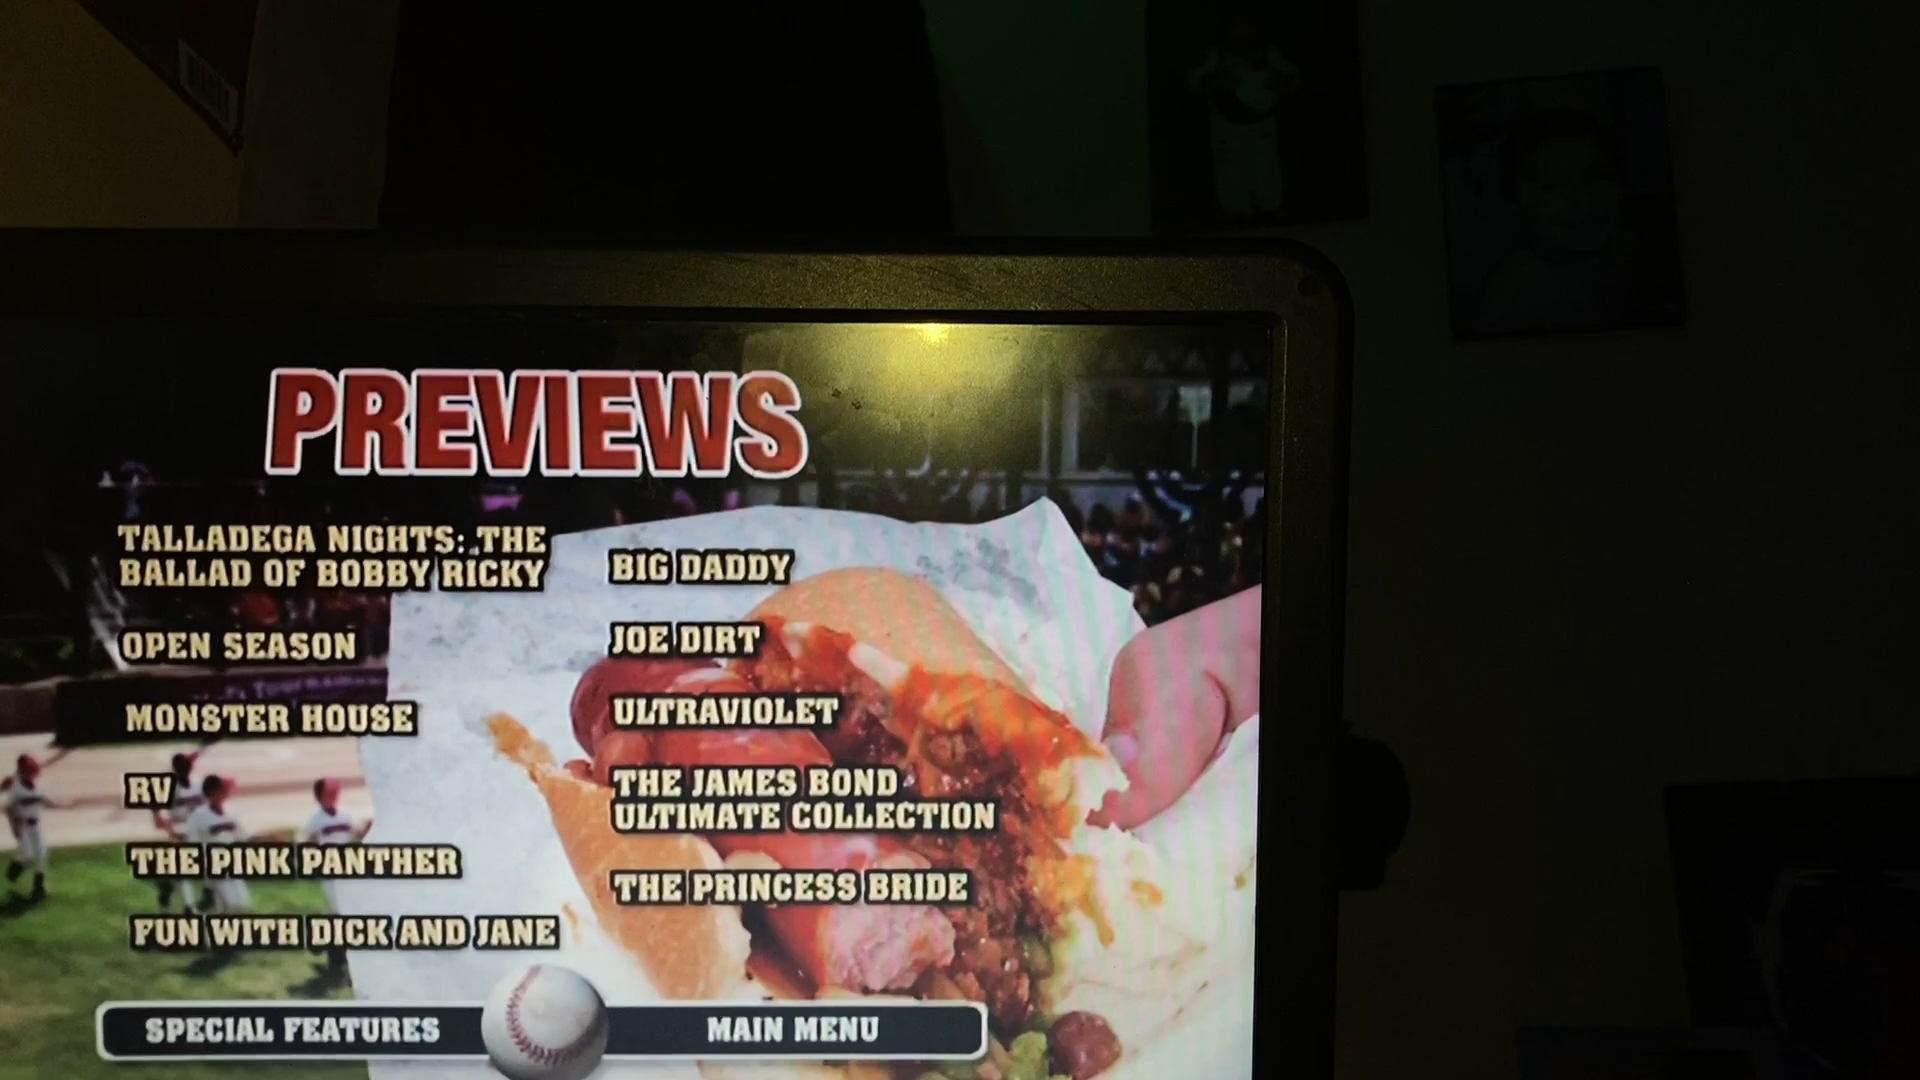 PREVIEWS
TALLADEGA NIGHTS: THE
BALLAD OF BOBBY RICKY
OPEN SEASON
MONSTER HOUSE
RV
THE PINK PANTHER
FUN WITH DICK AND JANE
BIG DADDY
JOE DIRT
ULTRAVIOLET
THE JAMES BOND
ULTIMATE COLLECTION
THE PRINCESS BRIDE
SPECIAL FEATURES
MAIN MENU